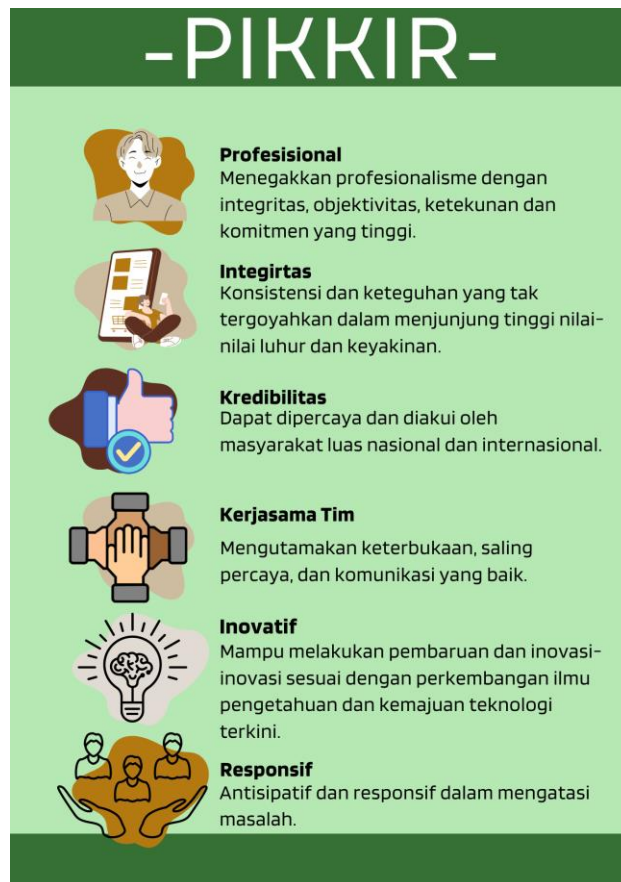 -PIKKIR-
Profesisional
Menegakkan profesionalisme dengan
integritas, objektivitas, ketekunan dan
komitmen yang tinggi.
Integirtas
Konsistensi dan keteguhan yang tak
tergoyahkan dalam menjunjung tinggi nilai-
nilai luhur dan keyakinan.
Kredibilitas
Dapat dipercaya dan diakui oleh
masyarakat luas nasional dan internasional.
Kerjasama Tim
Mengutamakan keterbukaan, saling
percaya, dan komunikasi yang baik.
Inovatif
Mampu melakukan pembaruan dan inovasi-
inovasi sesuai dengan perkembangan ilmu
pengetahuan dan kemajuan teknologi
terkini.
Responsif
Antisipatif dan responsif dalam mengatasi
masalah.